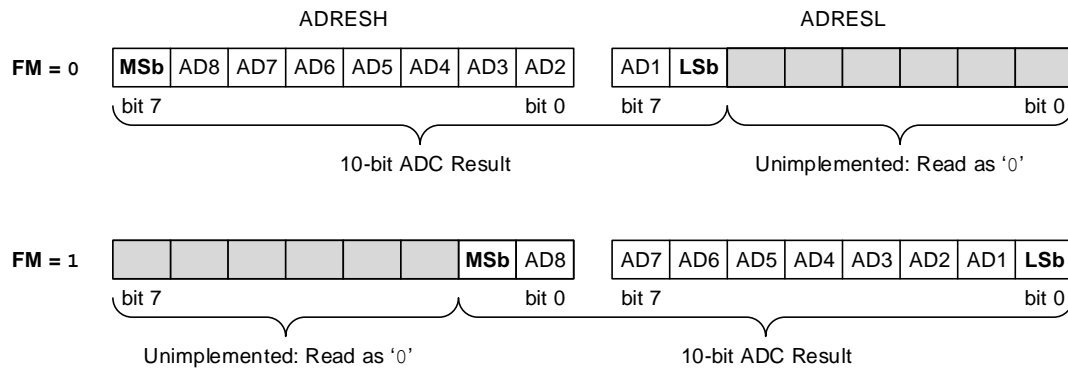 ADRESH ADRESL
FM = 0 MSb AD8 AD7 AD6 AD5 AD4 AD3 AD2 AD1 LSb
bit 7 bit 0 bit 7 bit 0
10-bit ADC Result Unimplemented: Read as ‘0’
FM = 1 MSb AD8 AD7 AD6 AD5 AD4 AD3 AD2 AD1 LSb
bit 7 bit 0 bit 7 bit 0
Unimplemented: Read as ‘0’ 10-bit ADC Result